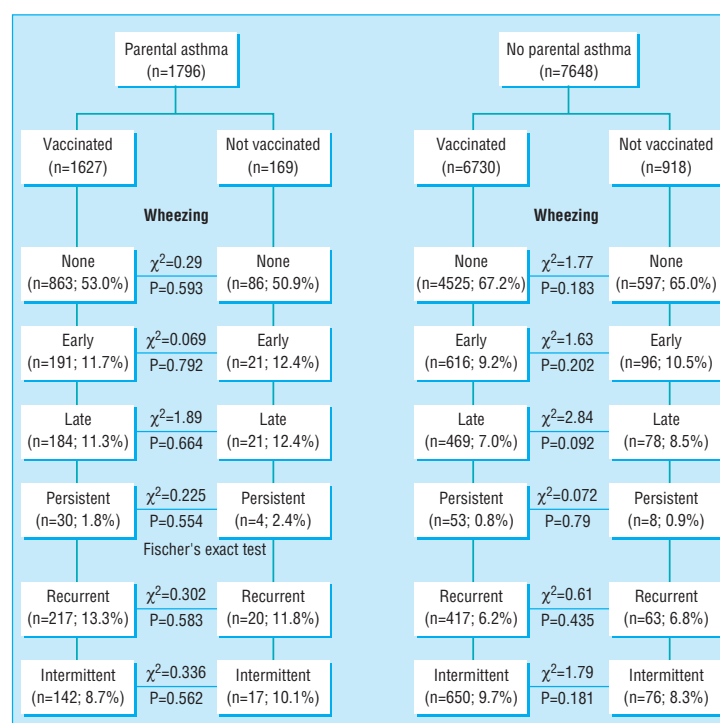 Parental asthma
(n=1796)
No parental asthma
(n=7648)
Vaccinated
(n=1627)
Not vaccinated
(n=169)
Vaccinated
(n=6730)
Not vaccinated
(n=918)
Wheezing
Wheezing
None
(n=863; 53.0%)
χ²=0.29
P=0.593
None
(n=86; 50.9%)
None
(n=4525; 67.2%)
χ²=1.77
P=0.183
None
(n=597; 65.0%)
Early
(n=191; 11.7%)
χ²=0.069
P=0.792
Early
(n=21; 12.4%)
Early
(n=616; 9.2%)
χ²=1.63
P=0.202
Early
(n=96; 10.5%)
Late
(n=184; 11.3%)
χ²=1.89
P=0.664
Late
(n=21; 12.4%)
Late
(n=469; 7.0%)
χ²=2.84
P=0.092
Late
(n=78; 8.5%)
Persistent
(n=30; 1.8%)
χ²=0.225
P=0.554
Fischer's exact test
Persistent
(n=4; 2.4%)
Persistent
(n=53; 0.8%)
χ²=0.072
P=0.79
Persistent
(n=8; 0.9%)
Recurrent
(n=217; 13.3%)
χ²=0.302
P=0.583
Recurrent
(n=20; 11.8%)
Recurrent
(n=417; 6.2%)
χ²=0.61
P=0.435
Recurrent
(n=63; 6.8%)
Intermittent
(n=142; 8.7%)
χ²=0.336
P=0.562
Intermittent
(n=17; 10.1%)
Intermittent
(n=650; 9.7%)
χ²=1.79
P=0.181
Intermittent
(n=76; 8.3%)